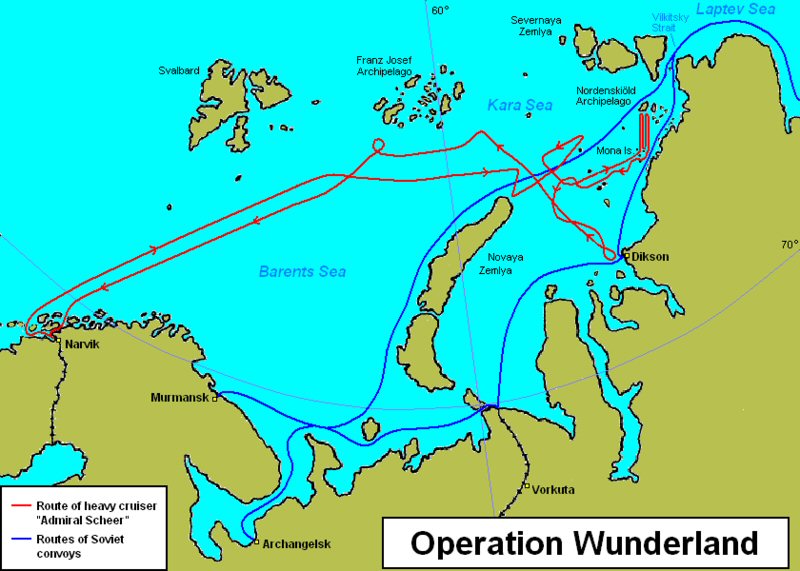 60°
Laptev Sea
Severnaya
Zemlya
Vilkitsky
Strait
Svalbard
Franz Josef
Archipelago
Kara Sea
Nordenskiöld
Archipelago
Mona Is.
70°
Dikson
Novaya
Zemlya
Barents Sea
Narvik
Murmansk
Vorkuta
Archangelsk
Route of heavy cruiser
"Admiral Scheer"
Routes of Soviet
convoys
Operation Wunderland